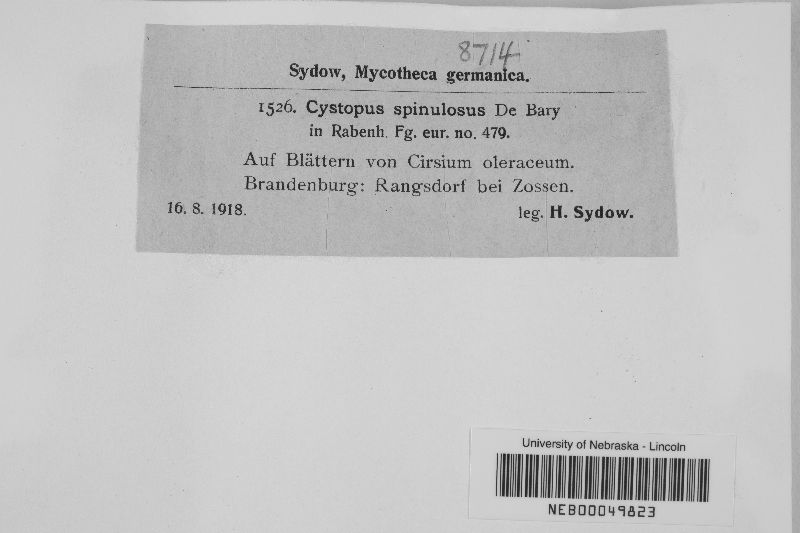 8714
Sydow, Mycotheca germanica.
1526. Cystopus spinulosus De Bary
in Rabenh. Fg. eur. no. 479.
Auf Blättern von Cirsium oleraceum.
Brandenburg: Rangsdorf bei Zossen.
16. 8. 1918. leg. H. Sydow.
University of Nebraska - Lincoln
NEB00049823